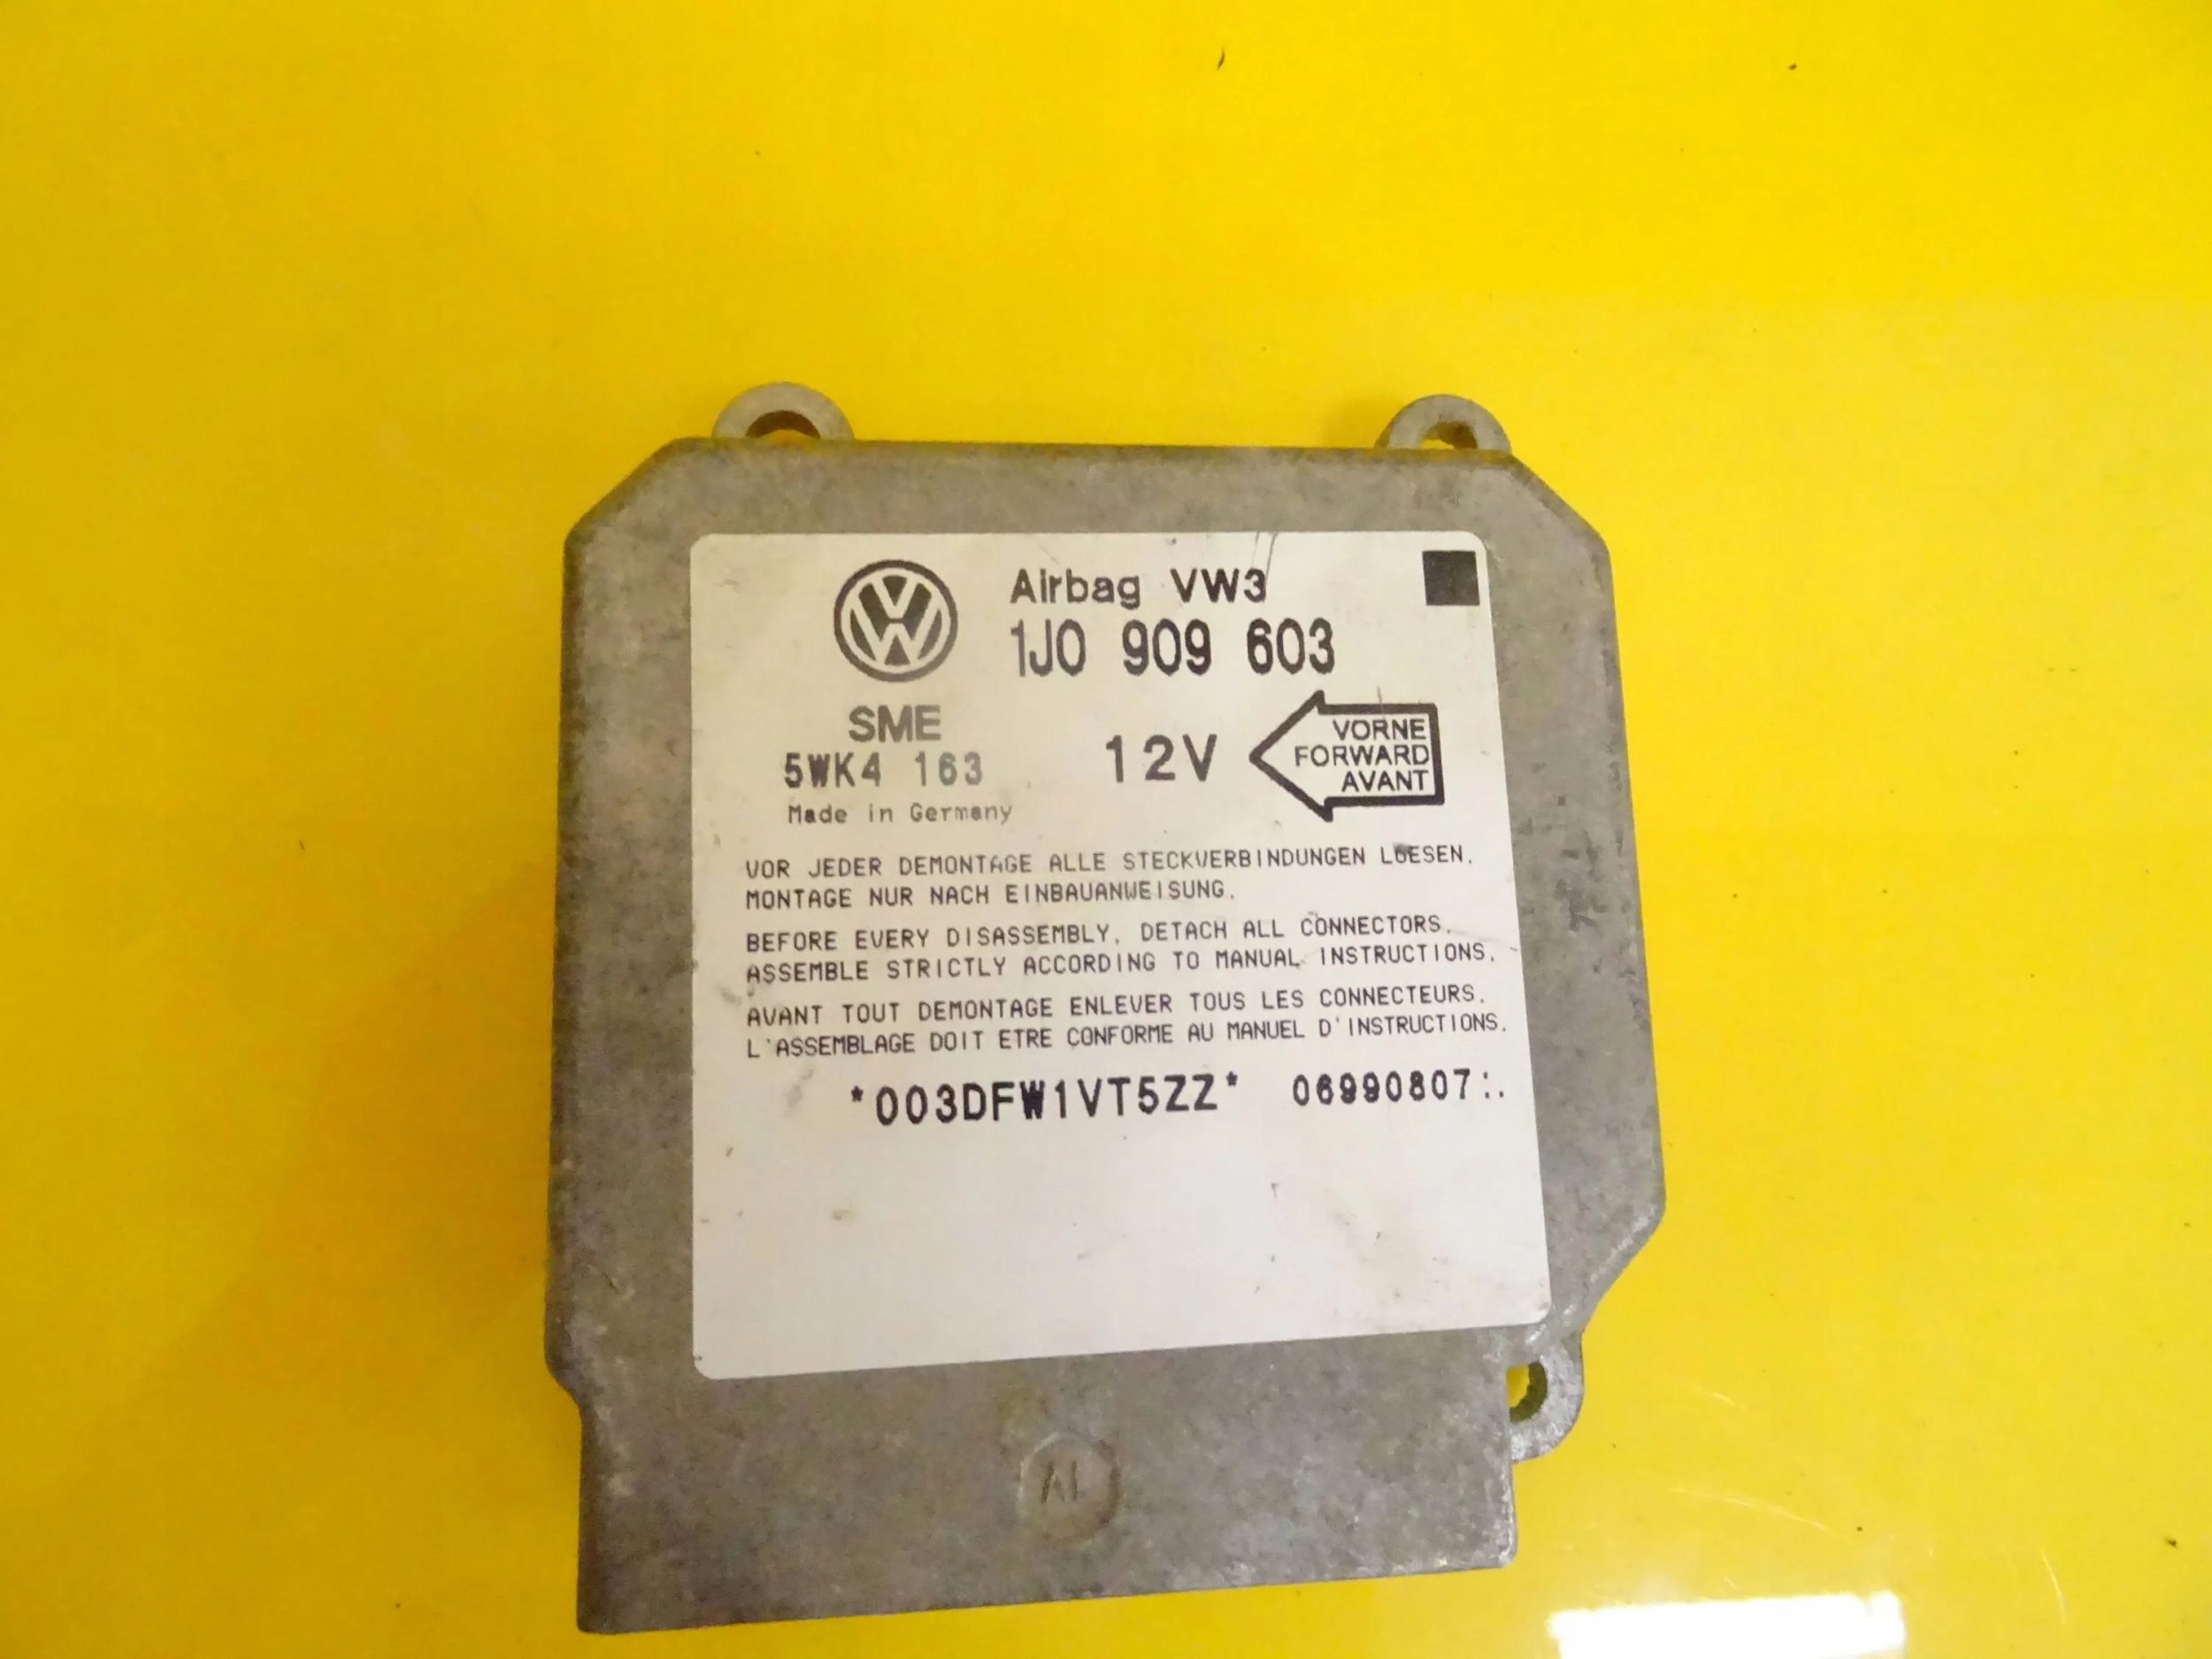 Airbag VW3
1J0 909 603
SME
5WK4 163
12V
VORNE
FORWARD
AVANT
Made in Germany
VOR JEDER DEMONTAGE ALLE STECKVERBINDUNGEN LOESEN.
MONTAGE NUR NACH EINBAUANWEISUNG.
BEFORE EVERY DISASSEMBLY, DETACH ALL CONNECTORS.
ASSEMBLE STRICTLY ACCORDING TO MANUAL INSTRUCTIONS.
AVANT TOUT DEMONTAGE ENLEVER TOUS LES CONNECTEURS.
L'ASSEMBLAGE DOIT ETRE CONFORME AU MANUEL D'INSTRUCTIONS.
*003DFW1VT5ZZ* 06990807:.